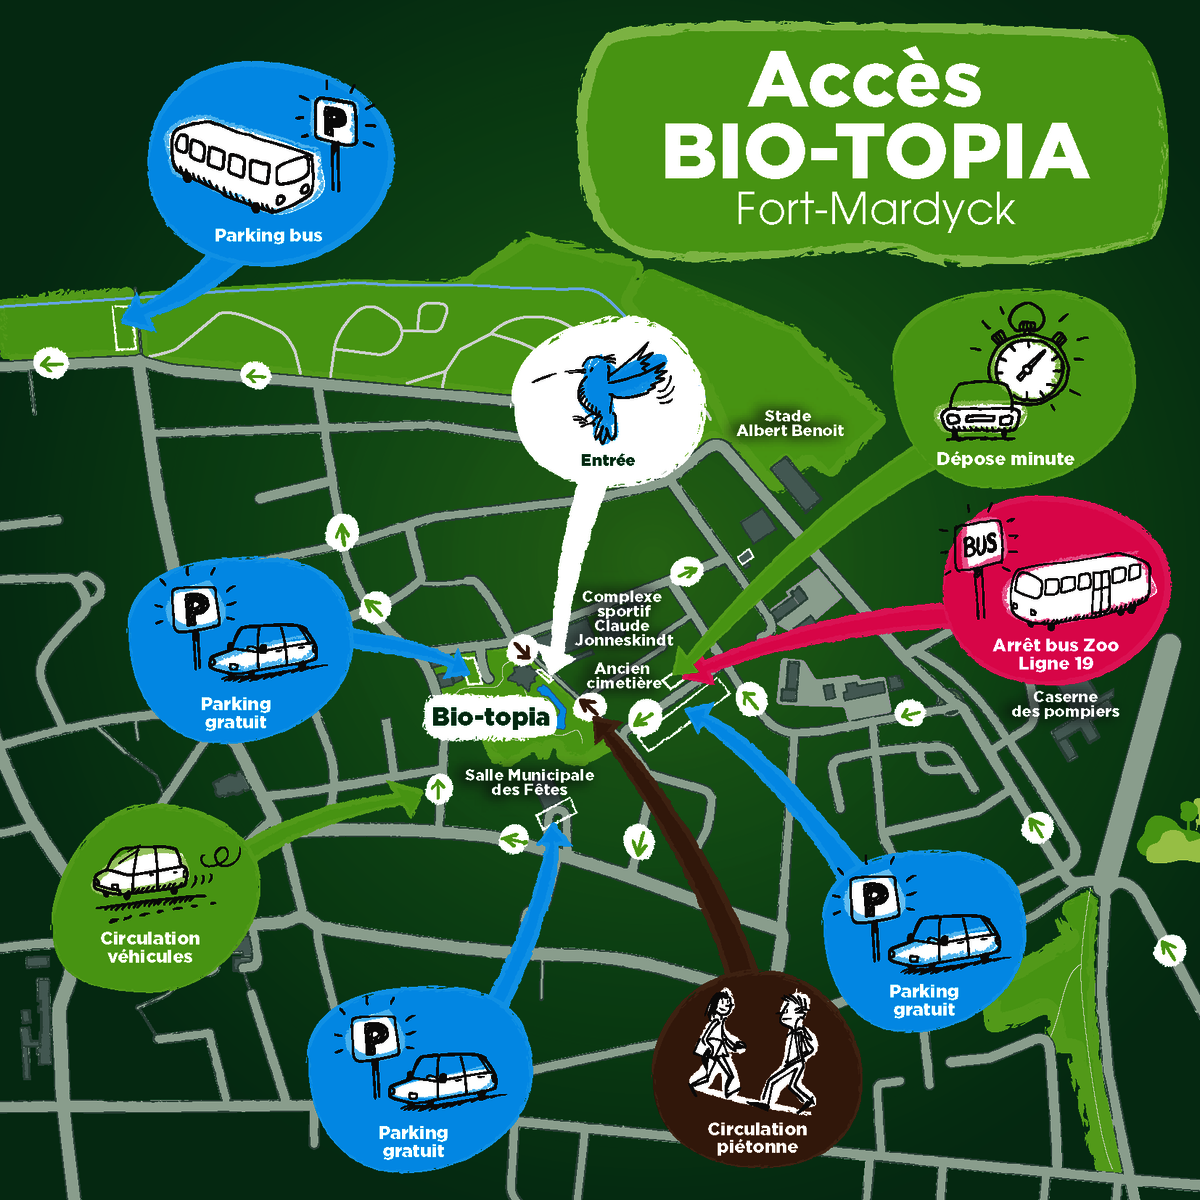 Accès
BIO-TOPIA
Fort-Mardyck
P
Parking bus
Entrée
Stade
Albert Benoit
Dépose minute
BUS
Arrêt bus Zoo
Ligne 19
Caserne
des pompiers
Complexe
sportif
Claude
Jonneskindt
Ancien
cimetière
P
Parking
gratuit
Bio-topia
Salle Municipale
des Fêtes
Circulation
véhicules
P
Parking
gratuit
P
Parking
gratuit
Circulation
piétonne